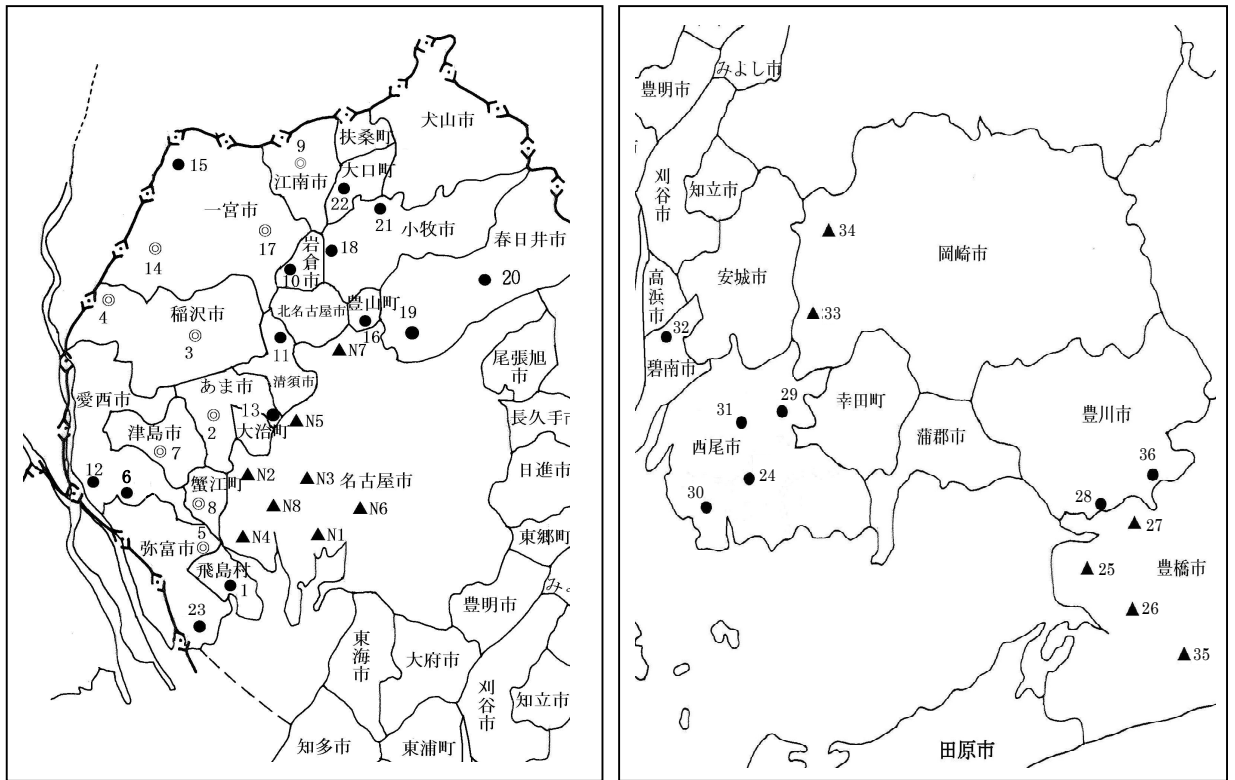 犬山市
扶桑町
9
江南市
大口町
15
22
21
一宮市
小牧市
17
岩倉市
18
春日井市
14
10
20
4
稲沢市
北名古屋市
豊山町
19
3
11
16
N7
尾張旭市
愛西市
あま市
清須市
13
N5
長久手市
津島市
2
大治町
7
日進市
12
6
蟹江町
N2
N3
名古屋市
8
N8
N6
東郷町
弥富市
5
N4
N1
飛島村
1
み
豊明市
23
東海市
大府市
刈谷市
知立市
知多市
東浦町
みよし市
豊明市
刈谷市
知立市
34
岡崎市
安城市
高浜市
33
32
碧南市
29
幸田町
31
豊川市
西尾市
蒲郡市
24
36
30
28
27
25
豊橋市
26
35
田原市